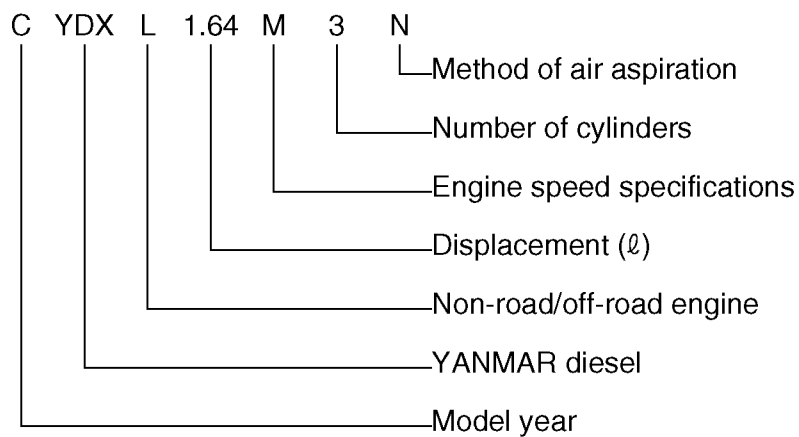 C YDX L 1.64 M 3 N
Method of air aspiration
Number of cylinders
Engine speed specifications
Displacement (ℓ)
Non-road/off-road engine
YANMAR diesel
Model year